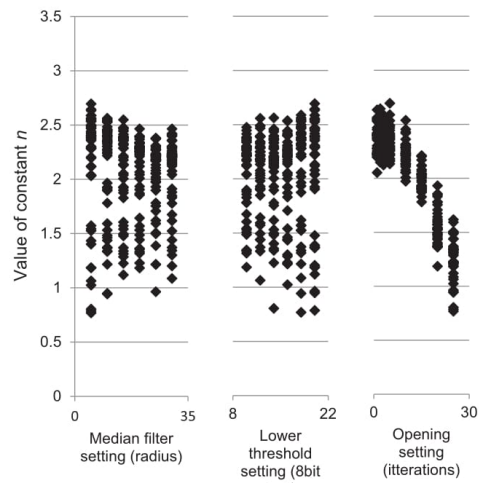 3.5
3
2.5
2
1.5
1
0.5
0
Value of constant n
0
35
8
22
0
30
Median filter
setting (radius)
Lower
threshold
setting (8bit
Opening
setting
(itterations)